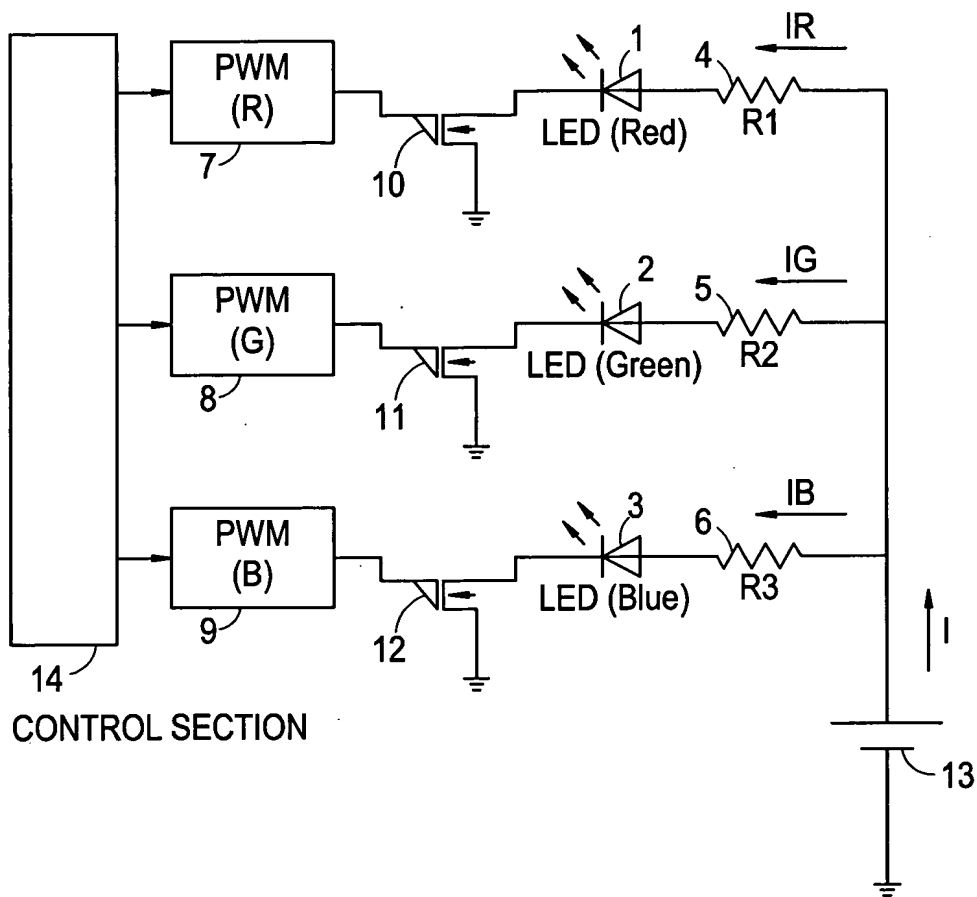 IR
1
4
PWM
(R)
LED (Red)
R1
7
10
IG
2
5
PWM
(G)
LED (Green)
R2
8
11
IB
3
6
PWM
(B)
LED (Blue)
R3
9
12
I
14
CONTROL SECTION
13